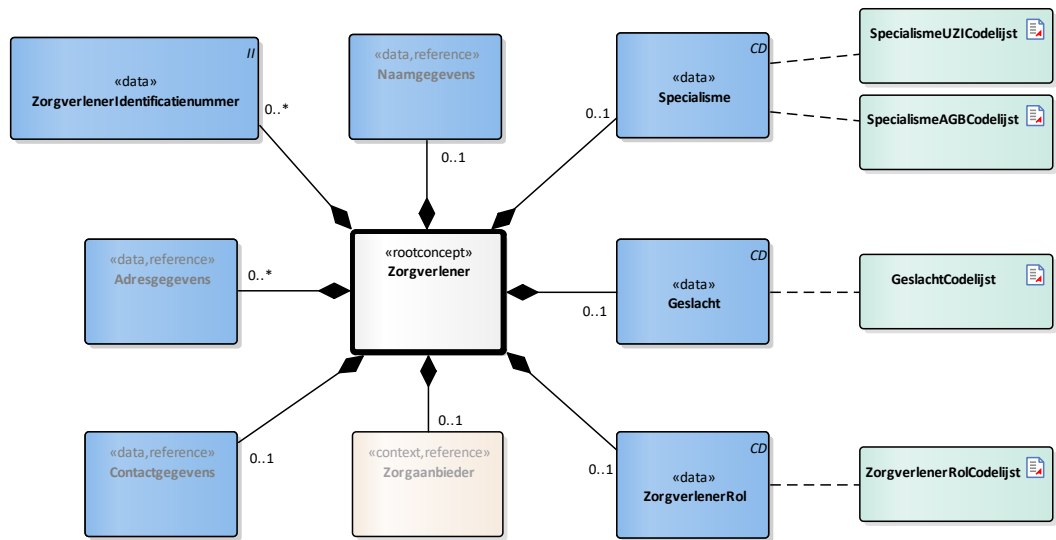 II
«data»
ZorgverlenerIdentificatienummer
0..*
«data,reference»
Naamgegevens
0..1
CD
«data»
Specialisme
0..1
SpecialismeUZICodelijst
SpecialismeAGBCodelijst
«data,reference»
Adresgegevens
0..*
«rootconcept»
Zorgverlener
CD
«data»
Geslacht
0..1
GeslachtCodelijst
«data,reference»
Contactgegevens
0..1
«context,reference»
Zorgaanbieder
0..1
CD
«data»
ZorgverlenerRol
0..1
ZorgverlenerRolCodelijst